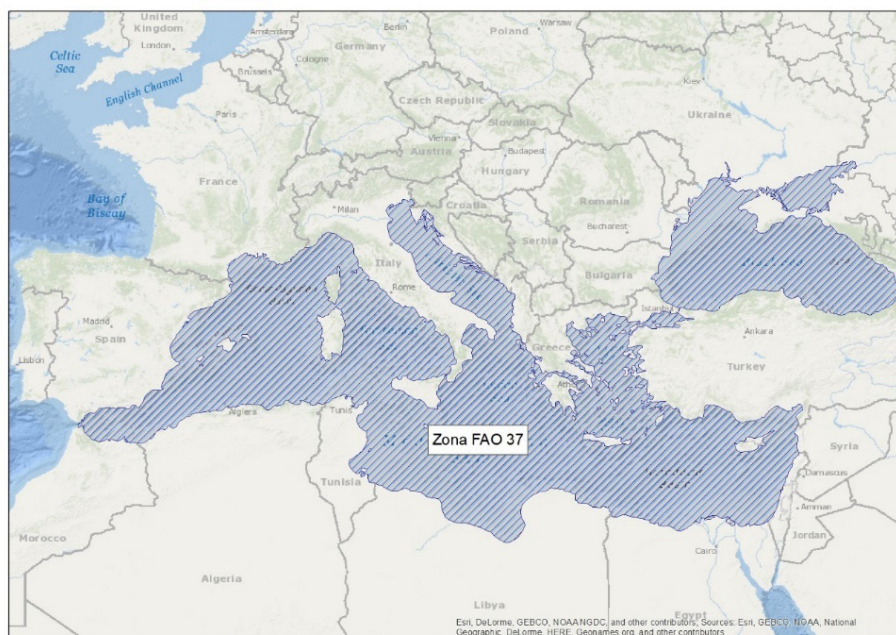 United
Kingdom
London
Amsterdam
Berlin
Warsaw
Celtic
Sea
Germany
Poland
Cologne
Brussels
English Channel
Kiev
Czech Republic
Paris
Ukraine
Slovakia
Vienna
Austria
Budapest
Hungary
France
Bay of
Biscay
Milan
Croatia
Romania
Bucharest
Serbia
Italy
Bulgaria
Rome
Istanbul
Madrid
Spain
Ankara
Greece
Turkey
Lisbon
Algiers
Tunis
Zona FAO 37
Syria
Tunisia
Damascus
Amman
Jordan
Morocco
Cairo
Algeria
Libya
Egypt
Esri, DeLorme, GEBCO, NOAA NGDC, and other contributors; Sources: Esri, GEBCO, NOAA, National
Geographic, DeLorme, HERE, Geonames.org, and other contributors